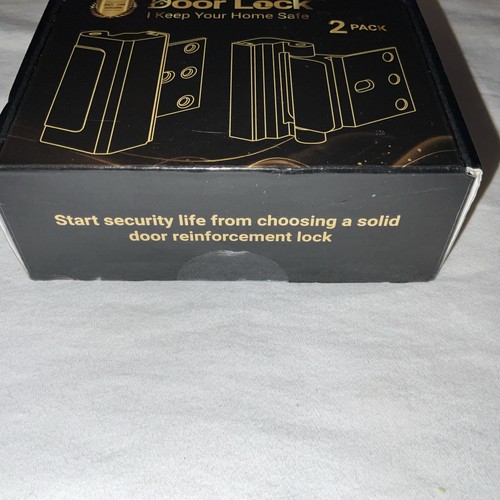 Door Lock
Keep Your Home Safe
2 PACK
Start security life from choosing a solid
door reinforcement lock